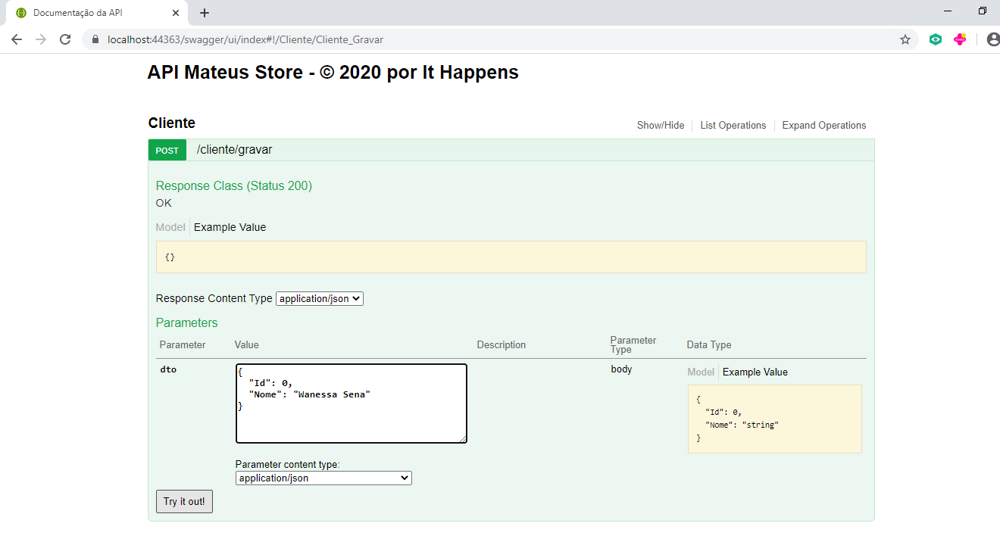 Documentação da API
localhost:44363/swagger/ui/index#!/Cliente/Cliente_Gravar
API Mateus Store - © 2020 por It Happens
Cliente
Show/Hide List Operations Expand Operations
POST /cliente/gravar
Response Class (Status 200)
OK
Model Example Value
{}
Response Content Type application/json
Parameters
Parameter Value Description Parameter Type Data Type
dto
{
"Id": 0,
"Nome": "Wanessa Sena"
}
body
Model Example Value
{
"Id": 0,
"Nome": "string"
}
Parameter content type:
application/json
Try it out!